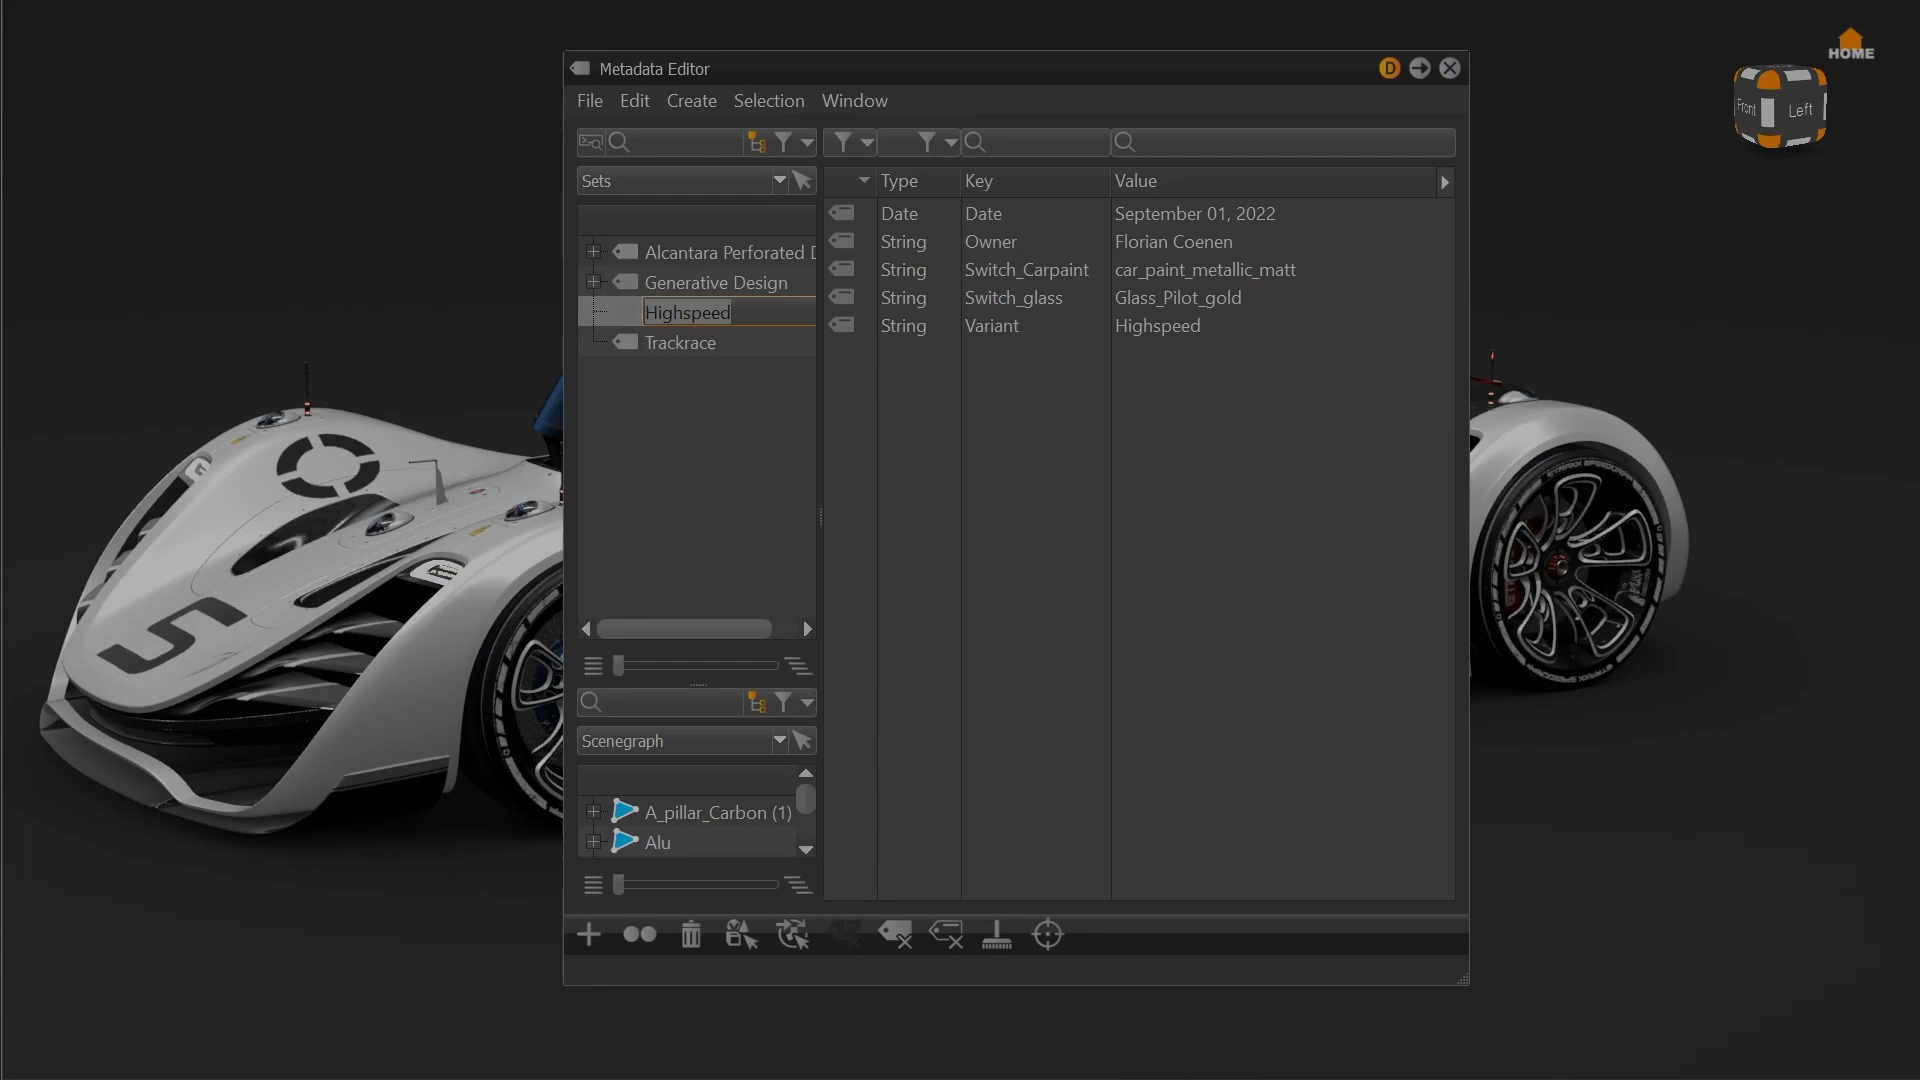 HOME
Front
Left
Metadata Editor
D
File Edit Create Selection Window
Sets
Type Key Value
Date Date September 01, 2022
String Owner Florian Coenen
String Switch_Carpaint car_paint_metallic_matt
String Switch_glass Glass_Pilot_gold
String Variant Highspeed
Alcantara Perforated
Generative Design
Highspeed
Trackrace
Scenegraph
A_pillar_Carbon (1)
Alu
5